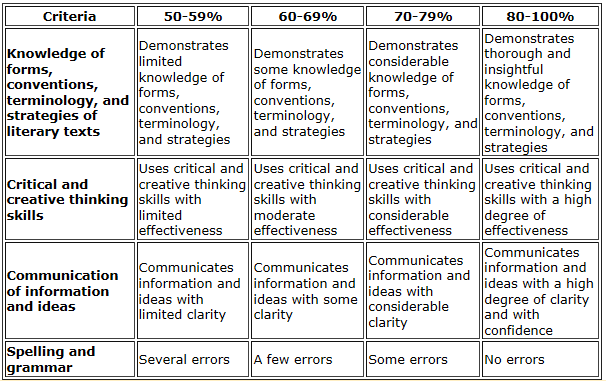 Criteria
50-59%
60-69%
70-79%
80-100%
Knowledge of
forms,
conventions,
terminology, and
strategies of
literary texts
Demonstrates
limited
knowledge of
forms,
conventions,
terminology,
and strategies
Demonstrates
some knowledge
of forms,
conventions,
terminology,
and strategies
Demonstrates
considerable
knowledge of
forms,
conventions,
terminology, and
strategies
Demonstrates
thorough and
insightful
knowledge of
forms,
conventions,
terminology, and
strategies
Critical and
creative thinking
skills
Uses critical and
creative thinking
skills with
limited
effectiveness
Uses critical and
creative thinking
skills with
moderate
effectiveness
Uses critical and
creative thinking
skills with
considerable
effectiveness
Uses critical and
creative thinking
skills with a high
degree of
effectiveness
Communication
of information
and ideas
Communicates
information and
ideas with
limited clarity
Communicates
information and
ideas with some
clarity
Communicates
information and
ideas with
considerable
clarity
Communicates
information and
ideas with a high
degree of clarity
and with
confidence
Spelling and
grammar
Several errors
A few errors
Some errors
No errors